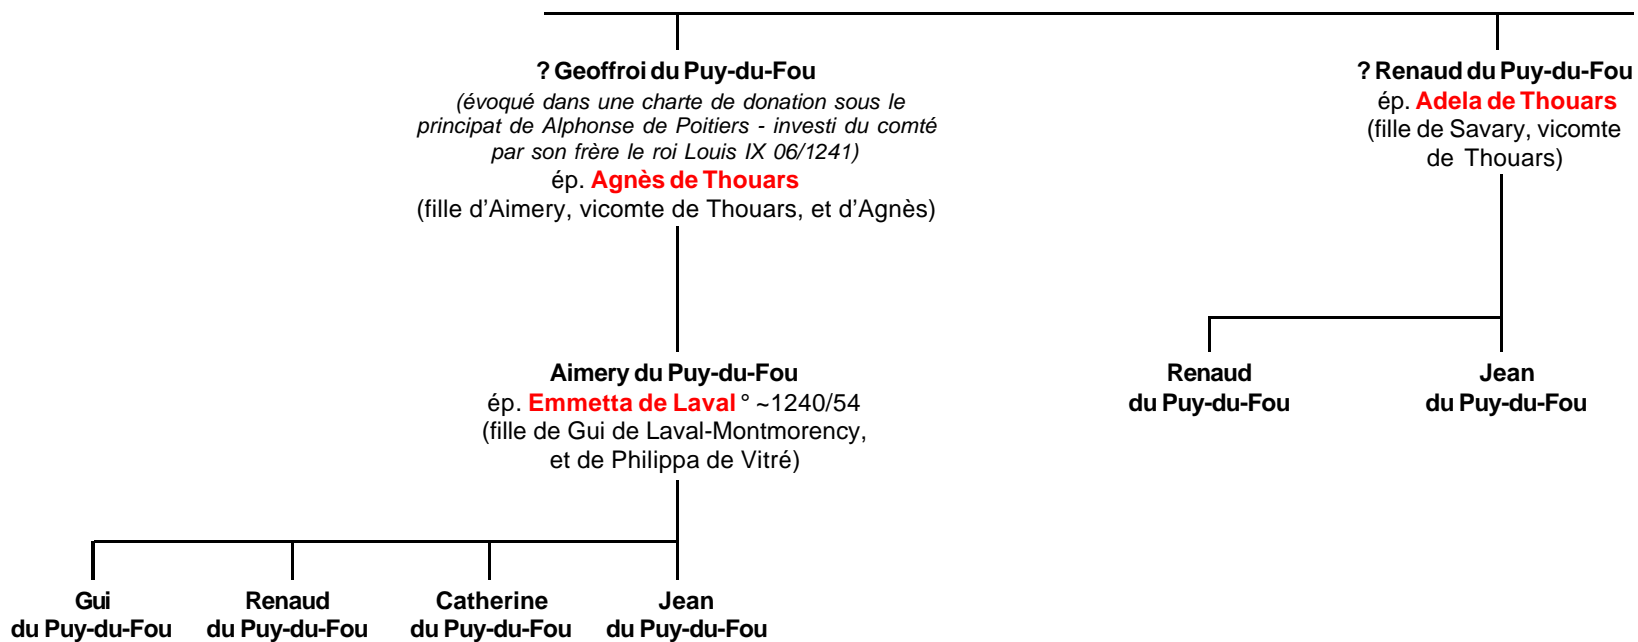 ? Geoffroi du Puy-du-Fou
(évoqué dans une charte de donation sous le
principat de Alphonse de Poitiers - investi du comté
par son frère le roi Louis IX 06/1241)
ép. Agnès de Thouars
(fille d’Aimery, vicomte de Thouars, et d’Agnès)
? Renaud du Puy-du-Fou
ép. Adela de Thouars
(fille de Savary, vicomte
de Thouars)
Aimery du Puy-du-Fou
ép. Emmetta de Laval ° ~1240/54
(fille de Gui de Laval-Montmorency,
et de Philippa de Vitré)
Renaud
du Puy-du-Fou
Jean
du Puy-du-Fou
Gui
du Puy-du-Fou
Renaud
du Puy-du-Fou
Catherine
du Puy-du-Fou
Jean
du Puy-du-Fou